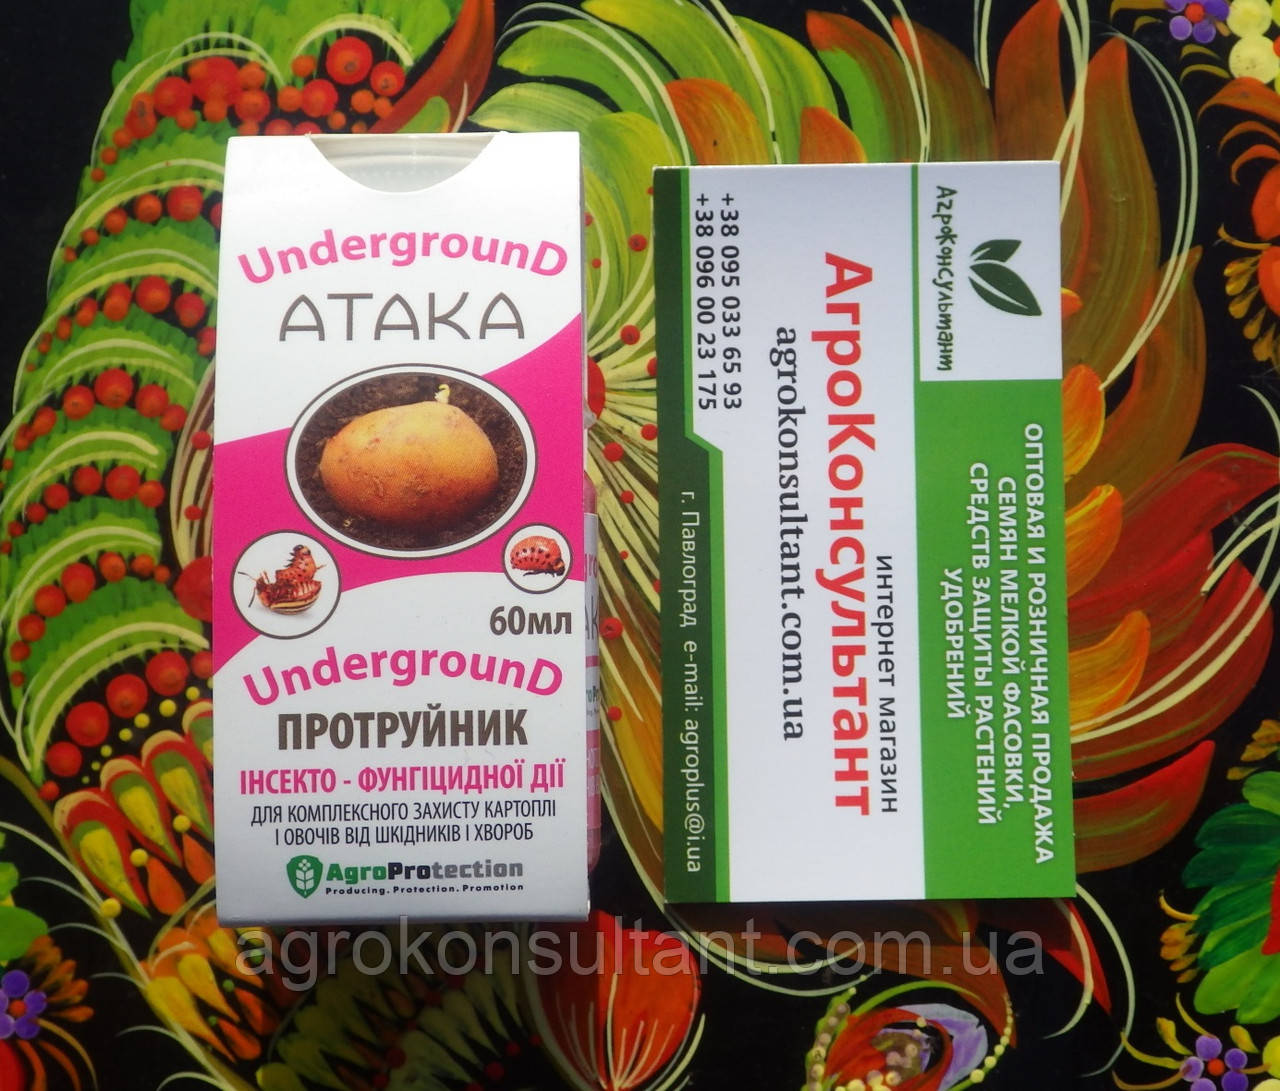 UndergrounD
АТАКА
60мл
UndergrounD
ПРОТРУЙНИК
ІНСЕКТО - ФУНГІЦИДНОЇ ДІЇ
ДЛЯ КОМПЛЕКСНОГО ЗАХИСТУ КАРТОПЛІ
І ОВОЧІВ ВІД ШКІДНИКІВ І ХВОРОБ
AgroProtection
Producing. Protection. Promotion
АгроКонсультант
ОПТОВАЯ И РОЗНИЧНАЯ ПРОДАЖА
СЕМЯН МЕЛКОЙ ФАСОВКИ,
СРЕДСТВ ЗАЩИТЫ РАСТЕНИЙ
УДОБРЕНИЙ
интернет магазин
АгроКонсультант
agrokonsultant.com.ua
+38 095 033 65 93
+38 096 00 23 175
г. Павлоград e-mail: agroplus@i.ua
agrokonsultant.com.ua